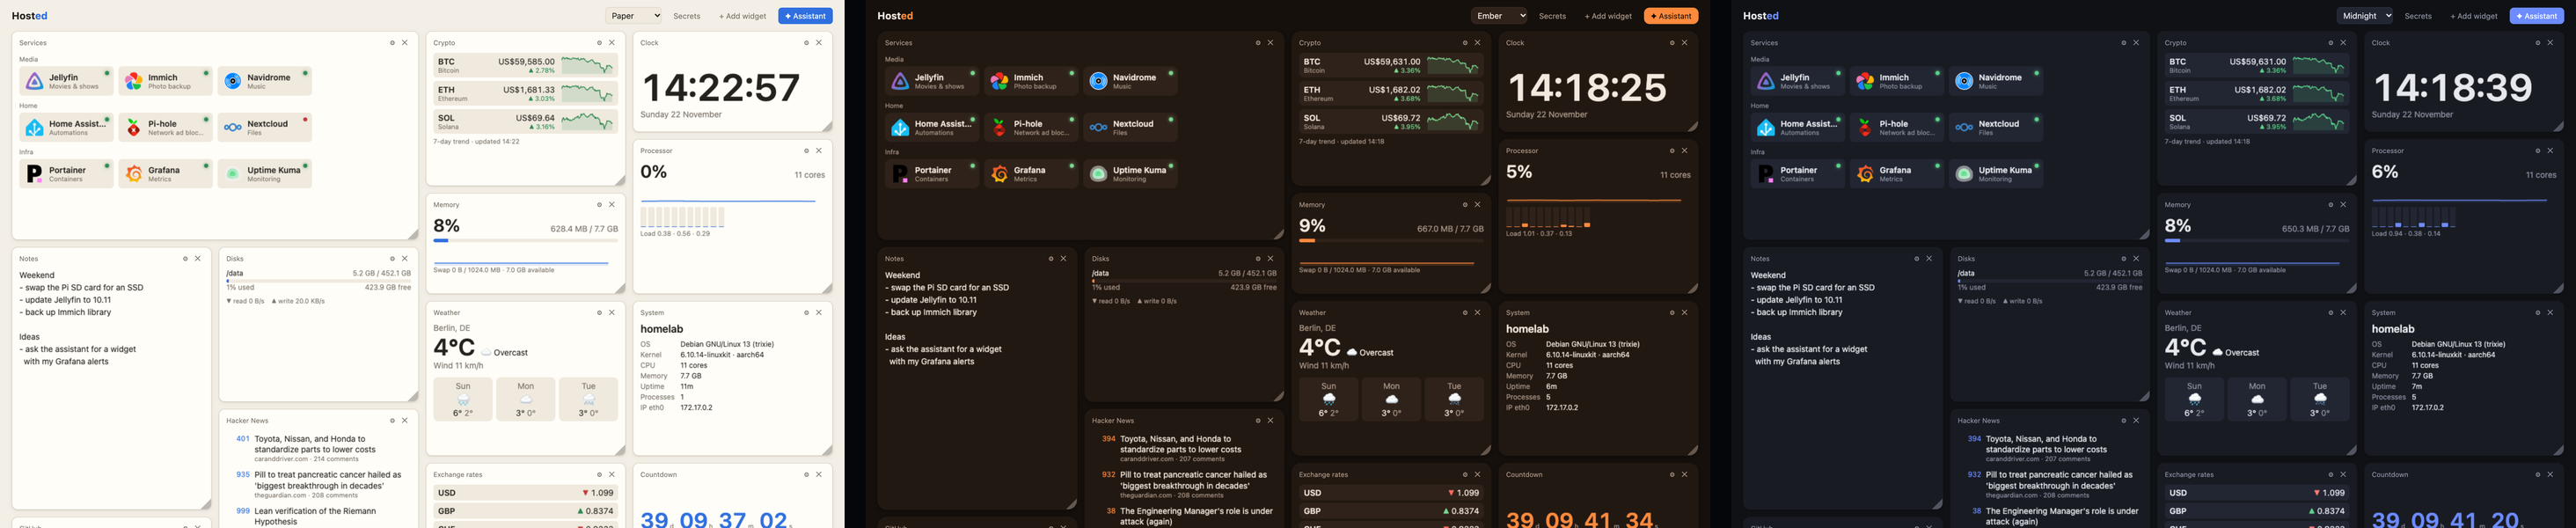 Hosted
Paper
Secrets
+ Add widget
✦ Assistant
Services
Media
Jellyfin
Movies & shows
Immich
Photo backup
Navidrome
Music
Home
Home Assist...
Automations
Pi-hole
Network ad bloc...
Nextcloud
Files
Infra
Portainer
Containers
Grafana
Metrics
Uptime Kuma
Monitoring
Crypto
BTC US$59,585.00
Bitcoin ▲ 2.78%
ETH US$1,681.33
Ethereum ▲ 3.03%
SOL US$69.64
Solana ▲ 3.16%
7-day trend · updated 14:22
Clock
14:22:57
Sunday 22 November
Processor
0% 11 cores
Load 0.38 · 0.56 · 0.29
Memory
8% 628.4 MB / 7.7 GB
Swap 0 B / 1024.0 MB · 7.0 GB available
Notes
Weekend
- swap the Pi SD card for an SSD
- update Jellyfin to 10.11
- back up Immich library
Ideas
- ask the assistant for a widget
with my Grafana alerts
Disks
/data 5.2 GB / 452.1 GB
1% used 423.9 GB free
▼ read 0 B/s ▲ write 20.0 KB/s
Weather
Berlin, DE
4°C Overcast
Wind 11 km/h
Sun Mon Tue
6° 2° 3° 0° 3° 0°
System
homelab
OS Debian GNU/Linux 13 (trixie)
Kernel 6.10.14-linuxkit · aarch64
CPU 11 cores
Memory 7.7 GB
Uptime 11m
Processes 1
IP eth0 172.17.0.2
Hacker News
401 Toyota, Nissan, and Honda to
standardize parts to lower costs
caranddriver.com · 214 comments
935 Pill to treat pancreatic cancer hailed as
'biggest breakthrough in decades'
theguardian.com · 208 comments
999 Lean verification of the Riemann
Hypothesis
Exchange rates
USD ▼ 1.099
GBP ▲ 0.8374
Countdown
39 d 09 h 37 m 02 s
Hosted
Ember
Secrets
+ Add widget
✦ Assistant
Services
Media
Jellyfin
Movies & shows
Immich
Photo backup
Navidrome
Music
Home
Home Assist...
Automations
Pi-hole
Network ad bloc...
Nextcloud
Files
Infra
Portainer
Containers
Grafana
Metrics
Uptime Kuma
Monitoring
Crypto
BTC US$59,631.00
Bitcoin ▲ 3.36%
ETH US$1,682.02
Ethereum ▲ 3.68%
SOL US$69.72
Solana ▲ 3.95%
7-day trend · updated 14:18
Clock
14:18:25
Sunday 22 November
Processor
5% 11 cores
Load 1.01 · 0.37 · 0.13
Memory
9% 667.0 MB / 7.7 GB
Swap 0 B / 1024.0 MB · 7.0 GB available
Notes
Weekend
- swap the Pi SD card for an SSD
- update Jellyfin to 10.11
- back up Immich library
Ideas
- ask the assistant for a widget
with my Grafana alerts
Disks
/data 5.2 GB / 452.1 GB
1% used 423.9 GB free
▼ read 0 B/s ▲ write 0 B/s
Weather
Berlin, DE
4°C Overcast
Wind 11 km/h
Sun Mon Tue
6° 2° 3° 0° 3° 0°
System
homelab
OS Debian GNU/Linux 13 (trixie)
Kernel 6.10.14-linuxkit · aarch64
CPU 11 cores
Memory 7.7 GB
Uptime 6m
Processes 5
IP eth0 172.17.0.2
Hacker News
394 Toyota, Nissan, and Honda to
standardize parts to lower costs
caranddriver.com · 207 comments
932 Pill to treat pancreatic cancer hailed as
'biggest breakthrough in decades'
theguardian.com · 208 comments
38 The Engineering Manager's role is under
attack (again)
Exchange rates
USD ▼ 1.099
GBP ▲ 0.8374
Countdown
39 d 09 h 41 m 34 s
Hosted
Midnight
Secrets
+ Add widget
✦ Assistant
Services
Media
Jellyfin
Movies & shows
Immich
Photo backup
Navidrome
Music
Home
Home Assist...
Automations
Pi-hole
Network ad bloc...
Nextcloud
Files
Infra
Portainer
Containers
Grafana
Metrics
Uptime Kuma
Monitoring
Crypto
BTC US$59,631.00
Bitcoin ▲ 3.36%
ETH US$1,682.02
Ethereum ▲ 3.68%
SOL US$69.72
Solana ▲ 3.95%
7-day trend · updated 14:18
Clock
14:18:39
Sunday 22 November
Processor
6% 11 cores
Load 0.94 · 0.38 · 0.14
Memory
8% 650.3 MB / 7.7 GB
Swap 0 B / 1024.0 MB · 7.0 GB available
Notes
Weekend
- swap the Pi SD card for an SSD
- update Jellyfin to 10.11
- back up Immich library
Ideas
- ask the assistant for a widget
with my Grafana alerts
Disks
/data 5.2 GB / 452.1 GB
1% used 423.9 GB free
▼ read 0 B/s ▲ write 0 B/s
Weather
Berlin, DE
4°C Overcast
Wind 11 km/h
Sun Mon Tue
6° 2° 3° 0° 3° 0°
System
homelab
OS Debian GNU/Linux 13 (trixie)
Kernel 6.10.14-linuxkit · aarch64
CPU 11 cores
Memory 7.7 GB
Uptime 7m
Processes 5
IP eth0 172.17.0.2
Hacker News
394 Toyota, Nissan, and Honda to
standardize parts to lower costs
caranddriver.com · 207 comments
932 Pill to treat pancreatic cancer hailed as
'biggest breakthrough in decades'
theguardian.com · 208 comments
38 The Engineering Manager's role is under
attack (again)
Exchange rates
USD ▼ 1.099
GBP ▲ 0.8374
Countdown
39 d 09 h 41 m 20 s